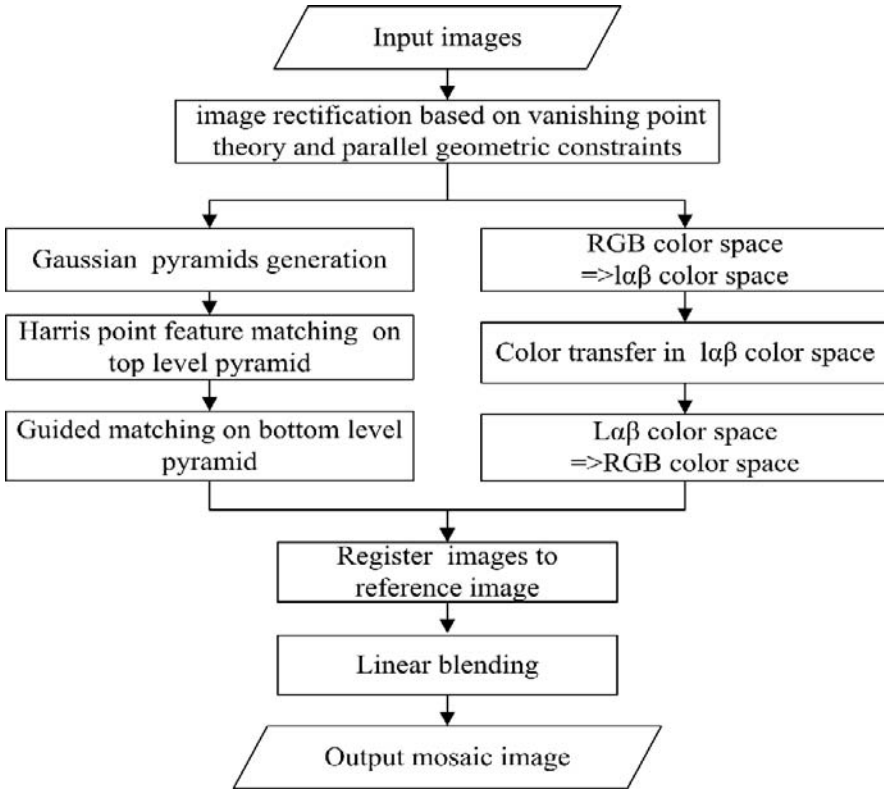 Input images
image rectification based on vanishing point
theory and parallel geometric constraints
Gaussian pyramids generation
Harris point feature matching on
top level pyramid
Guided matching on bottom level
pyramid
RGB color space
=>lαβ color space
Color transfer in lαβ color space
Lαβ color space
=>RGB color space
Register images to
reference image
Linear blending
Output mosaic image